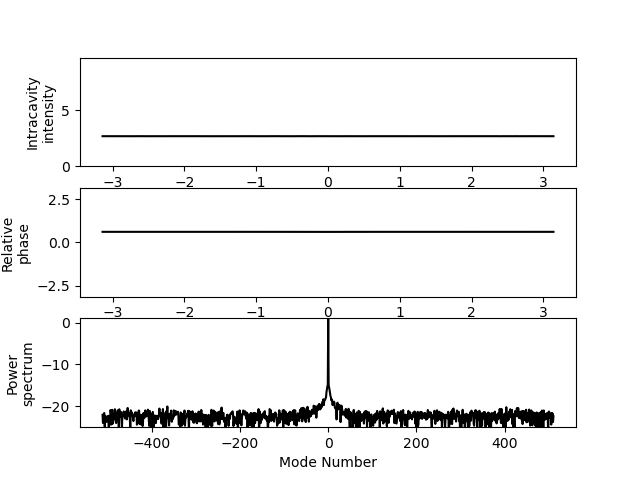 Intracavity
intensity
5
0
−3 −2 −1 0 1 2 3
Relative
phase
2.5
0.0
−2.5
−3 −2 −1 0 1 2 3
Power
spectrum
0
−10
−20
−400 −200 0 200 400
Mode Number